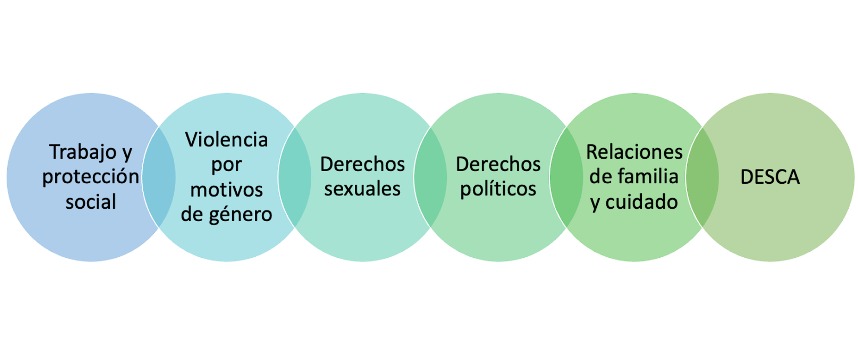 Trabajo y
protección
social
Violencia
por
motivos
de género
Derechos
sexuales
Derechos
políticos
Relaciones
de familia
y cuidado
DESCA